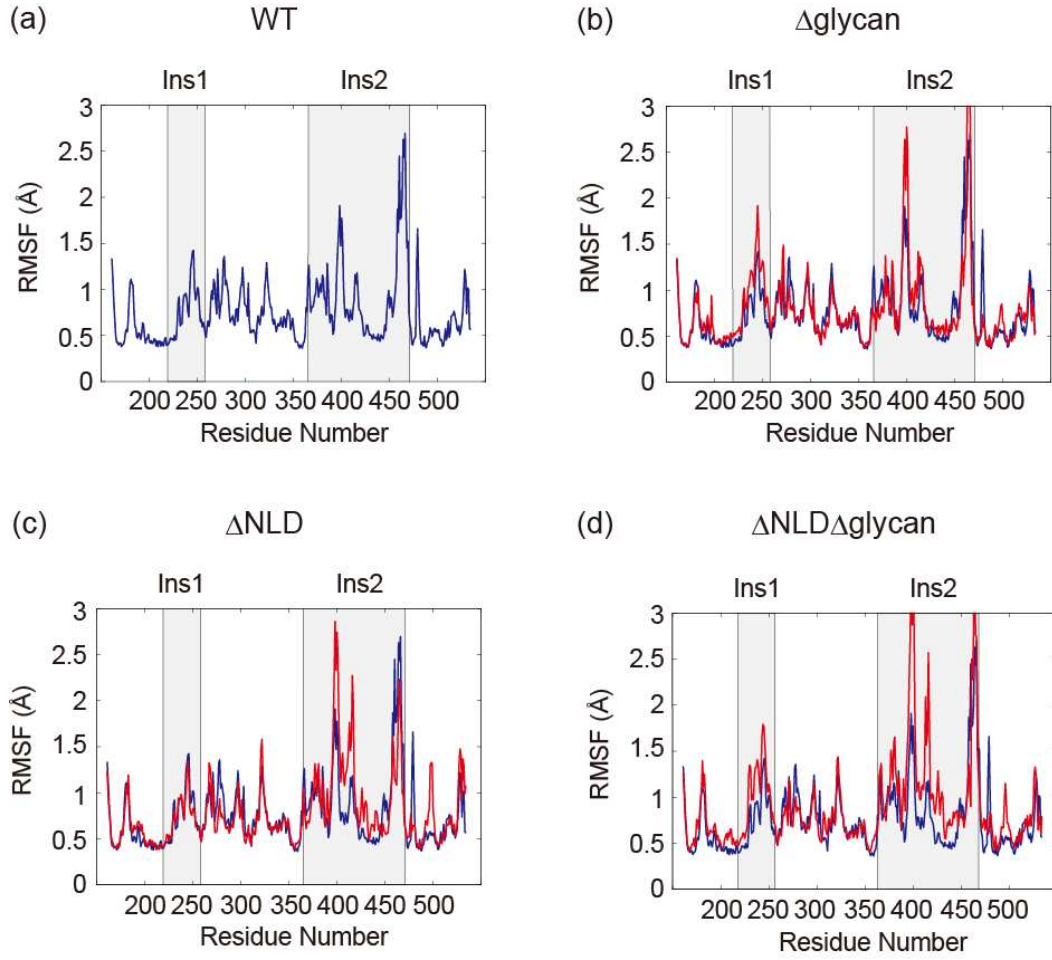 (a) WT
Ins1 Ins2
3
2.5
2
1.5
1
0.5
0
RMSF (Å)
200 250 300 350 400 450 500
Residue Number
(b) Δglycan
Ins1 Ins2
3
2.5
2
1.5
1
0.5
0
RMSF (Å)
200 250 300 350 400 450 500
Residue Number
(c) ΔNLD
Ins1 Ins2
3
2.5
2
1.5
1
0.5
0
RMSF (Å)
200 250 300 350 400 450 500
Residue Number
(d) ΔNLDΔglycan
Ins1 Ins2
3
2.5
2
1.5
1
0.5
0
RMSF (Å)
200 250 300 350 400 450 500
Residue Number